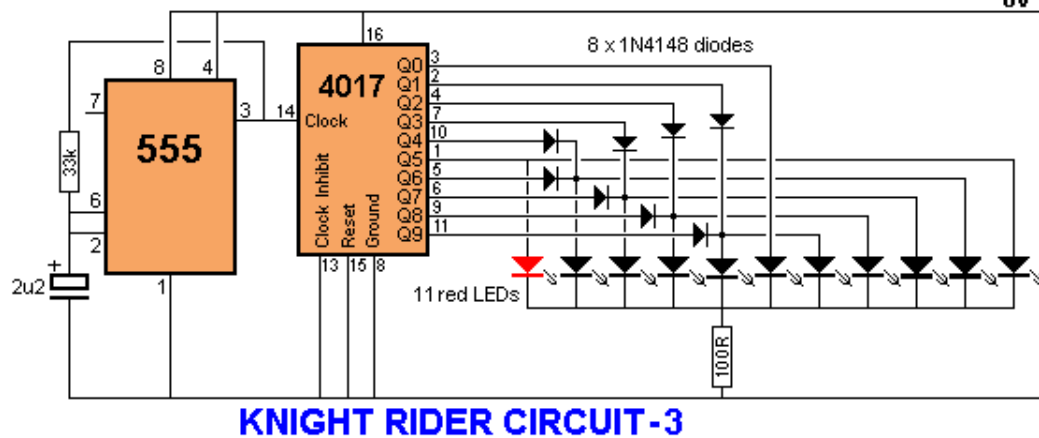 6v
16
8 x 1N4148 diodes
8
4
4017
Q0
3
Q1
2
Q2
4
Q3
7
Q4
10
Q5
1
Q6
5
Q7
6
Q8
9
Q9
11
7
3
14
Clock
555
33k
6
2
Clock Inhibit
Reset
Ground
13
15
8
+
2u2
1
11 red LEDs
100R
KNIGHT RIDER CIRCUIT-3